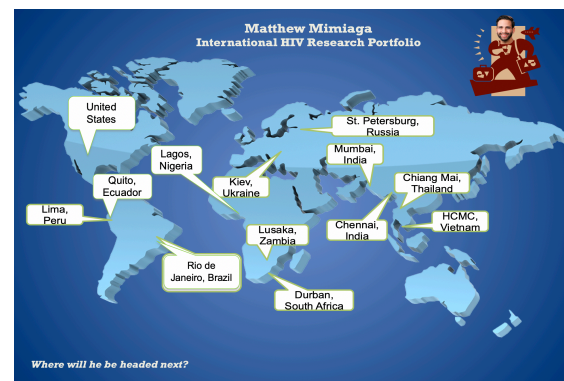 Matthew Mimiaga
International HIV Research Portfolio
United
States
St. Petersburg,
Russia
Lagos,
Nigeria
Mumbai,
India
Quito,
Ecuador
Kiev,
Ukraine
Chiang Mai,
Thailand
Lima,
Peru
Lusaka,
Zambia
Chennai,
India
HCMC,
Vietnam
Rio de
Janeiro, Brazil
Durban,
South Africa
Where will he be headed next?